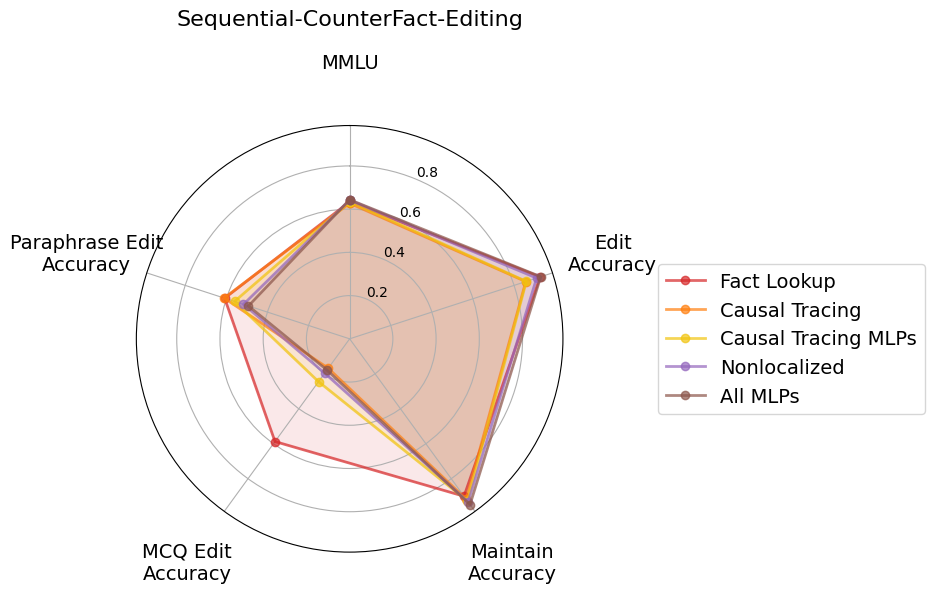 Sequential-CounterFact-Editing
MMLU
0.8
0.6
0.4
0.2
Paraphrase Edit
Accuracy
Edit
Accuracy
Fact Lookup
Causal Tracing
Causal Tracing MLPs
Nonlocalized
All MLPs
MCQ Edit
Accuracy
Maintain
Accuracy